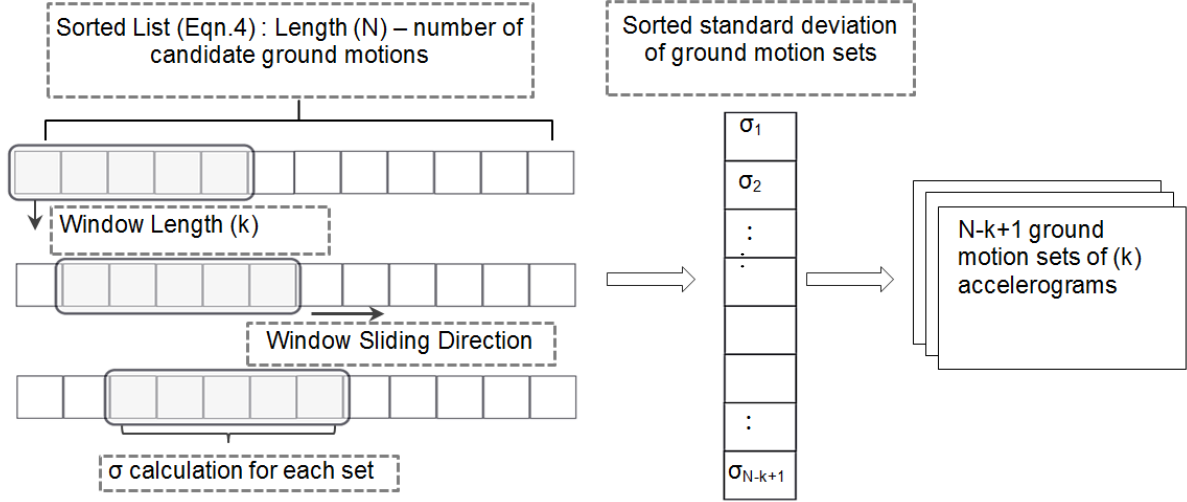 Sorted List (Eqn.4) : Length (N) – number of
candidate ground motions
Window Length (k)
Window Sliding Direction
σ calculation for each set
Sorted standard deviation
of ground motion sets
σ1
σ2
:
:
:
σN-k+1
N-k+1 ground
motion sets of (k)
accelerograms